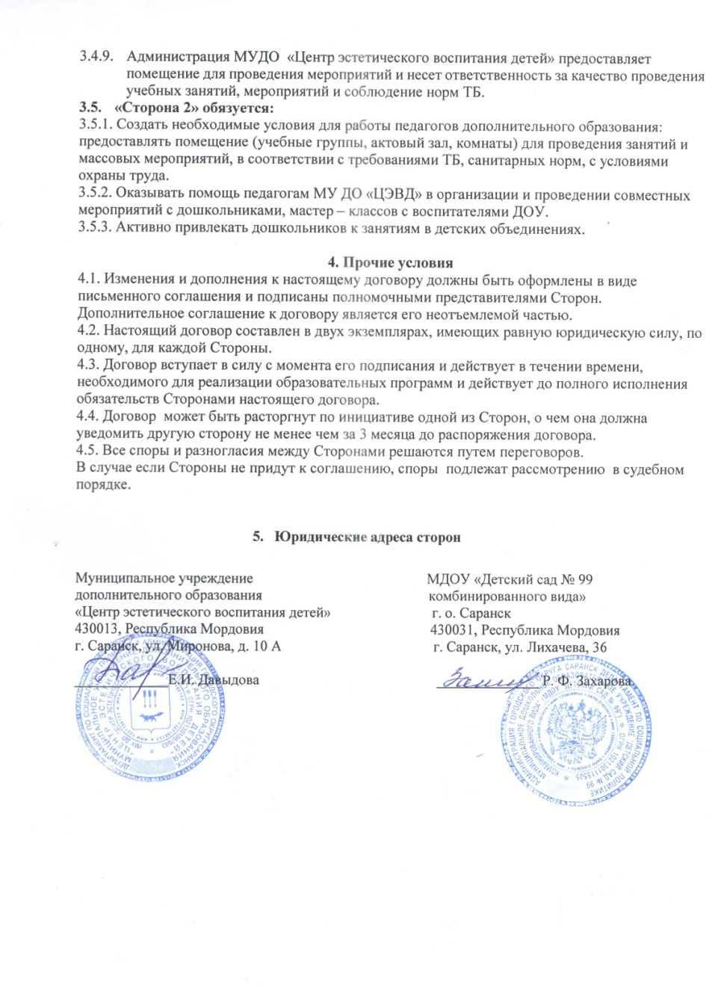 3.4.9. Администрация МУДО «Центр эстетического воспитания детей» предоставляет
помещение для проведения мероприятий и несет ответственность за качество проведения
учебных занятий, мероприятий и соблюдение норм ТБ.
3.5. «Сторона 2» обязуется:
3.5.1. Создать необходимые условия для работы педагогов дополнительного образования:
предоставлять помещение (учебные группы, актовый зал, комнаты) для проведения занятий и
массовых мероприятий, в соответствии с требованиями ТБ, санитарных норм, с условиями
охраны труда.
3.5.2. Оказывать помощь педагогам МУ ДО «ЦЭВД» в организации и проведении совместных
мероприятий с дошкольниками, мастер – классов с воспитателями ДОУ.
3.5.3. Активно привлекать дошкольников к занятиям в детских объединениях.
4. Прочие условия
4.1. Изменения и дополнения к настоящему договору должны быть оформлены в виде
письменного соглашения и подписаны полномочными представителями Сторон.
Дополнительное соглашение к договору является его неотъемлемой частью.
4.2. Настоящий договор составлен в двух экземплярах, имеющих равную юридическую силу, по
одному, для каждой Стороны.
4.3. Договор вступает в силу с момента его подписания и действует в течении времени,
необходимого для реализации образовательных программ и действует до полного исполнения
обязательств Сторонами настоящего договора.
4.4. Договор может быть расторгнут по инициативе одной из Сторон, о чем она должна
уведомить другую сторону не менее чем за 3 месяца до распоряжения договора.
4.5. Все споры и разногласия между Сторонами решаются путем переговоров.
В случае если Стороны не придут к соглашению, споры подлежат рассмотрению в судебном
порядке.
5. Юридические адреса сторон
Муниципальное учреждение
дополнительного образования
«Центр эстетического воспитания детей»
430013, Республика Мордовия
г. Саранск, ул. Миронова, д. 10 А
Е.И. Давыдова
МДОУ «Детский сад № 99
комбинированного вида»
г. о. Саранск
430031, Республика Мордовия
г. Саранск, ул. Лихачева, 36
Р. Ф. Захарова